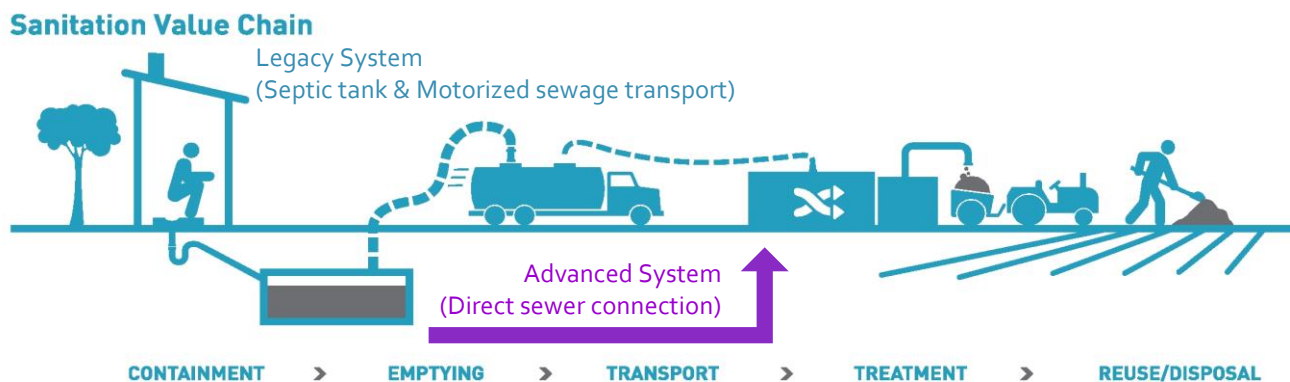 Sanitation Value Chain
Legacy System
(Septic tank & Motorized sewage transport)
Advanced System
(Direct sewer connection)
CONTAINMENT > EMPTYING > TRANSPORT > TREATMENT > REUSE/DISPOSAL